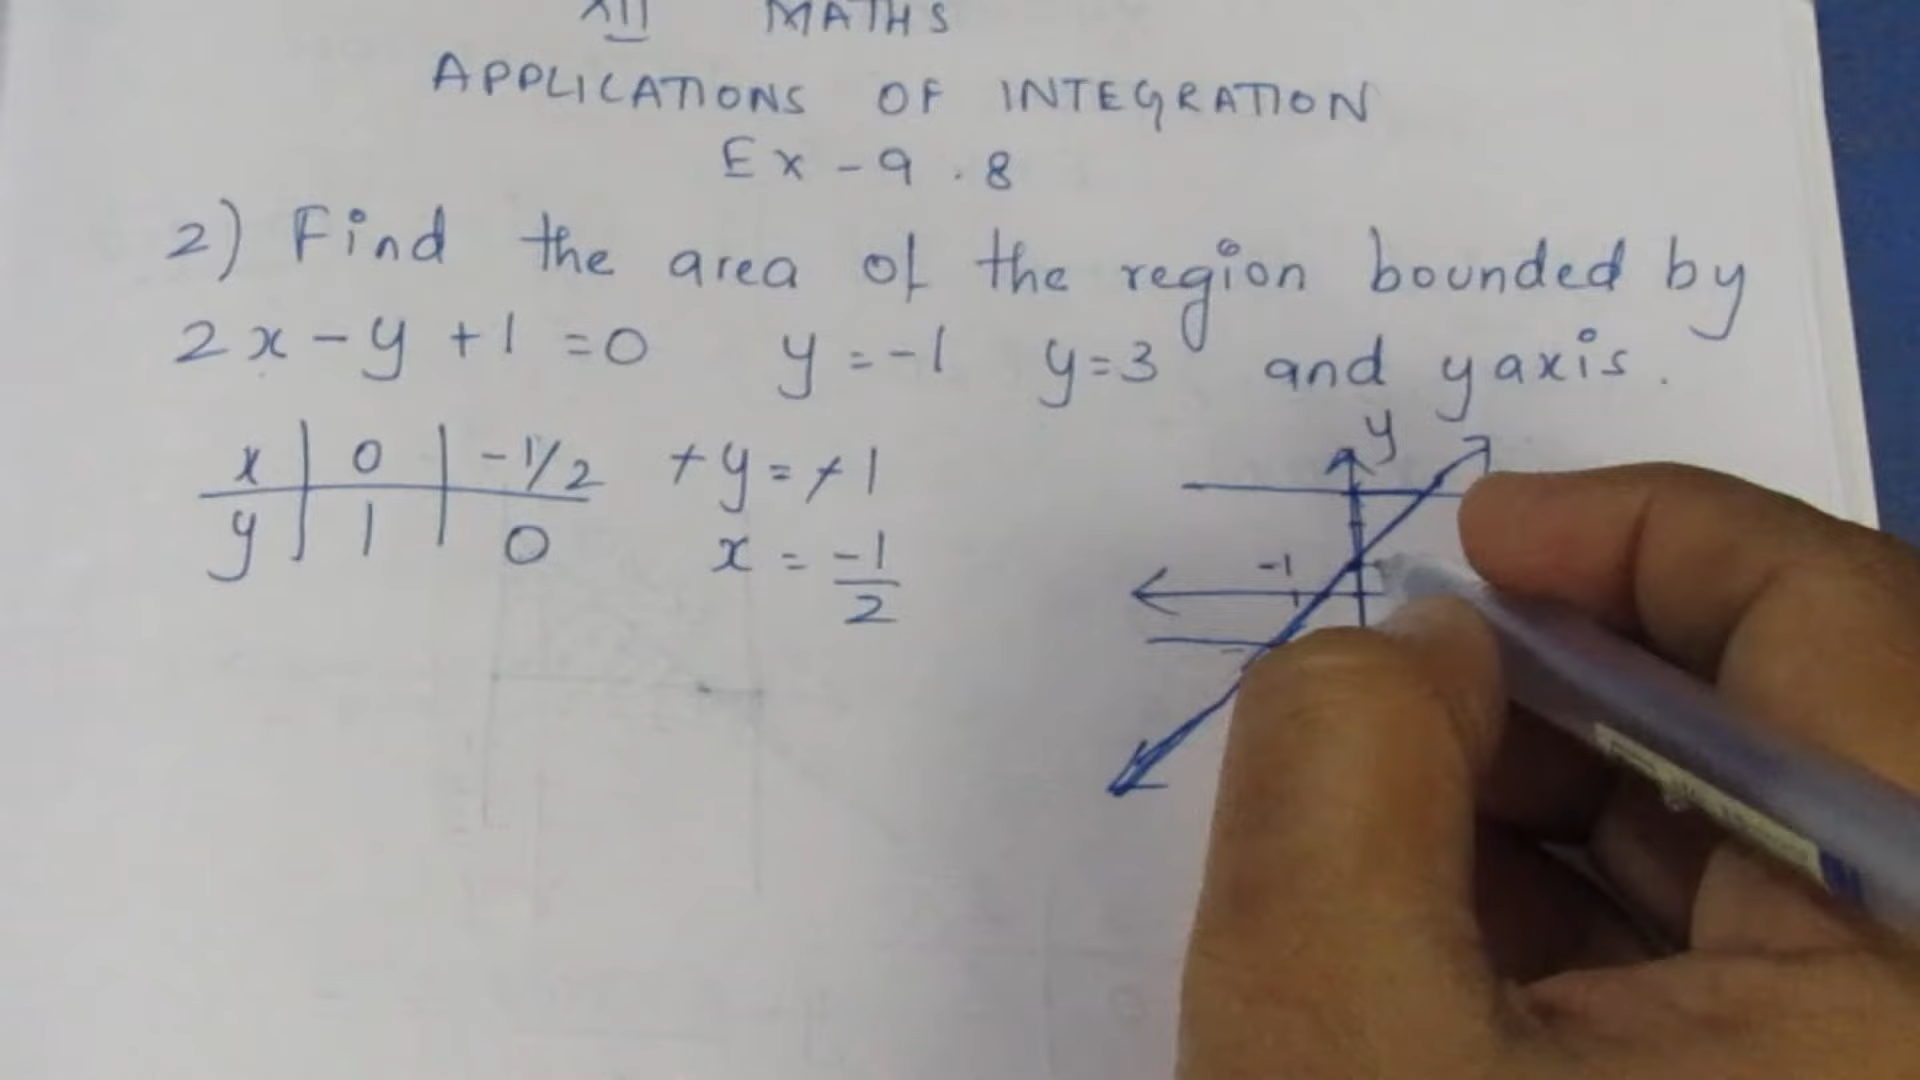 XII MATHS
APPLICATIONS OF INTEGRATION
Ex - 9.8
2) Find the area of the region bounded by
2x - y + 1 = 0 y = -1 y = 3 and y axis.
x | 0 | -1/2
y | 1 | 0
+y = +1
x = -1/2
y
-1